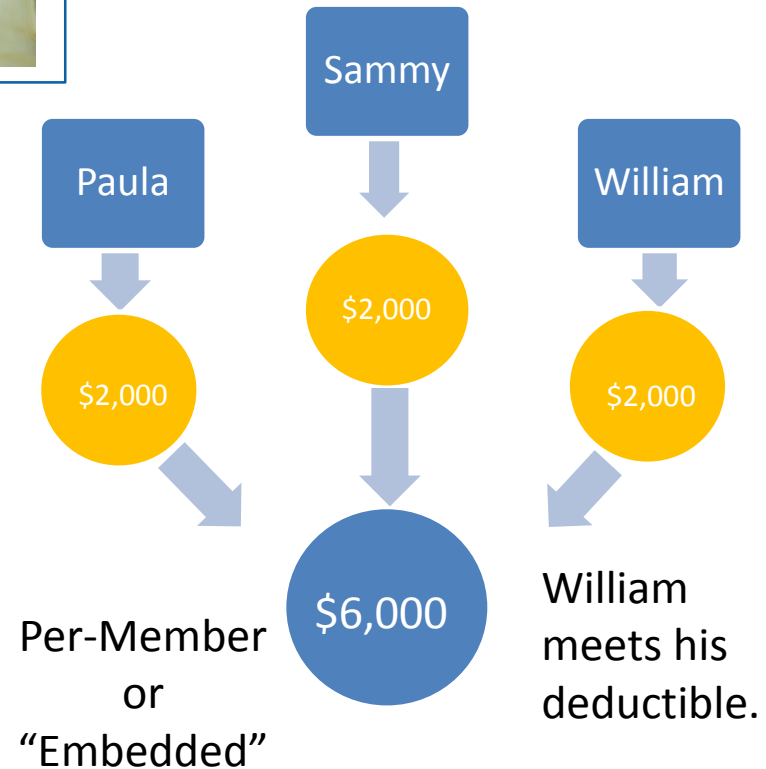 Sammy
Paula
William
$2,000
$2,000
$2,000
$6,000
Per-Member
or
“Embedded”
William
meets his
deductible.